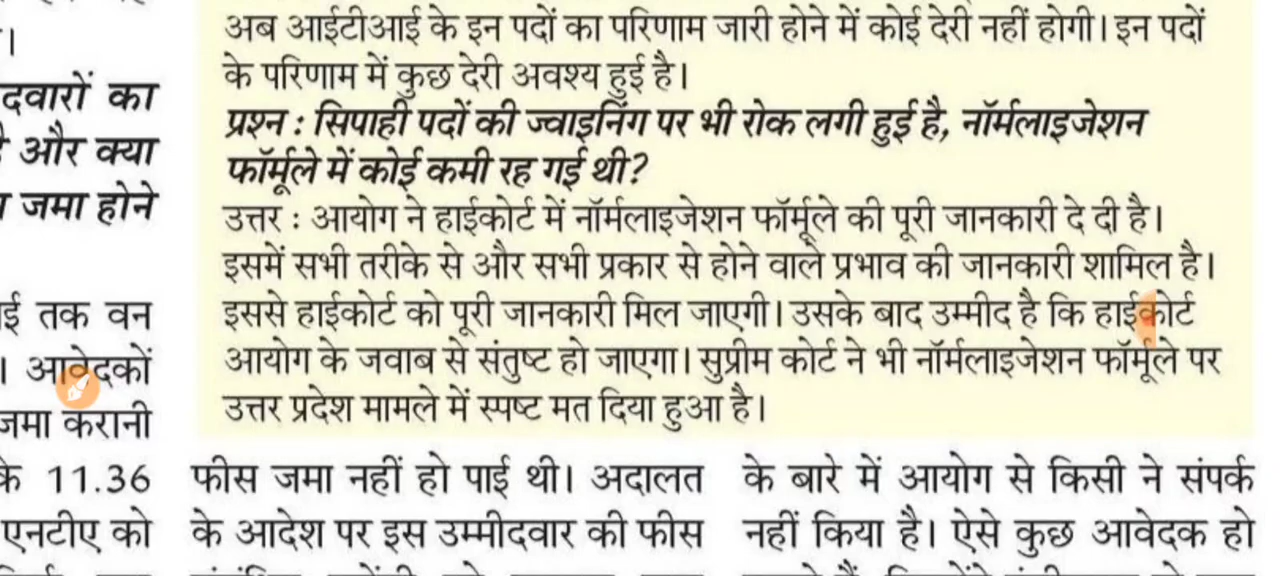 ।
दवारों का
और क्या
जमा होने
ई तक वन
। आवेदकों
जमा करानी
के 11.36
एनटीए को
अब आईटीआई के इन पदों का परिणाम जारी होने में कोई देरी नहीं होगी। इन पदों
के परिणाम में कुछ देरी अवश्य हुई है।
प्रश्न : सिपाही पदों की ज्वाइनिंग पर भी रोक लगी हुई है, नॉर्मलाइजेशन
फॉर्मूले में कोई कमी रह गई थी?
उत्तर : आयोग ने हाईकोर्ट में नॉर्मलाइजेशन फॉर्मूले की पूरी जानकारी दे दी है।
इसमें सभी तरीके से और सभी प्रकार से होने वाले प्रभाव की जानकारी शामिल है।
इससे हाईकोर्ट को पूरी जानकारी मिल जाएगी। उसके बाद उम्मीद है कि हाईकोर्ट
आयोग के जवाब से संतुष्ट हो जाएगा। सुप्रीम कोर्ट ने भी नॉर्मलाइजेशन फॉर्मूले पर
उत्तर प्रदेश मामले में स्पष्ट मत दिया हुआ है।
फीस जमा नहीं हो पाई थी। अदालत
के आदेश पर इस उम्मीदवार की फीस
के बारे में आयोग से किसी ने संपर्क
नहीं किया है। ऐसे कुछ आवेदक हो